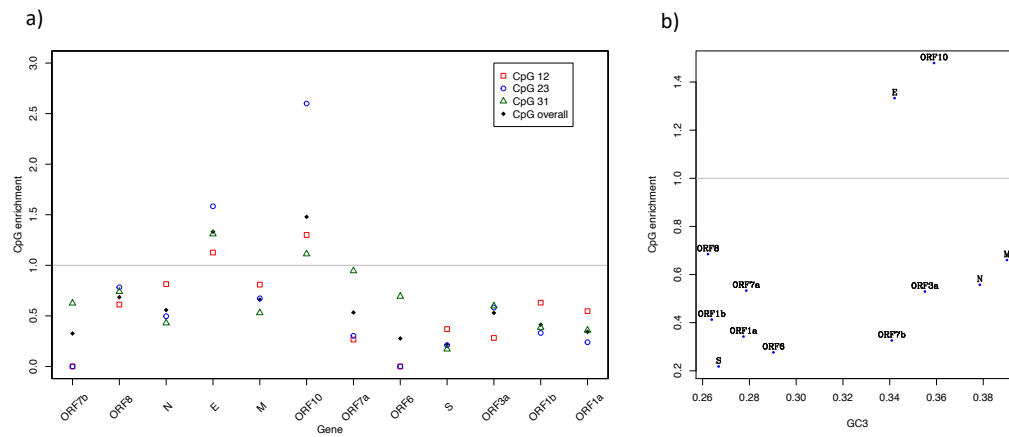 a)
CpG enrichment
3.0
2.5
2.0
1.5
1.0
0.5
0.0
CpG 12
CpG 23
CpG 31
CpG overall
ORF7b
ORF8
N
E
M
ORF10
ORF7a
ORF6
S
ORF3a
ORF1b
ORF1a
Gene
b)
CpG enrichment
1.4
1.2
1.0
0.8
0.6
0.4
0.2
ORF10
E
ORF8
M
ORF7a
ORF3a
N
ORF1b
ORF1a
ORF7b
ORF6
S
0.26
0.28
0.30
0.32
0.34
0.36
0.38
GC3